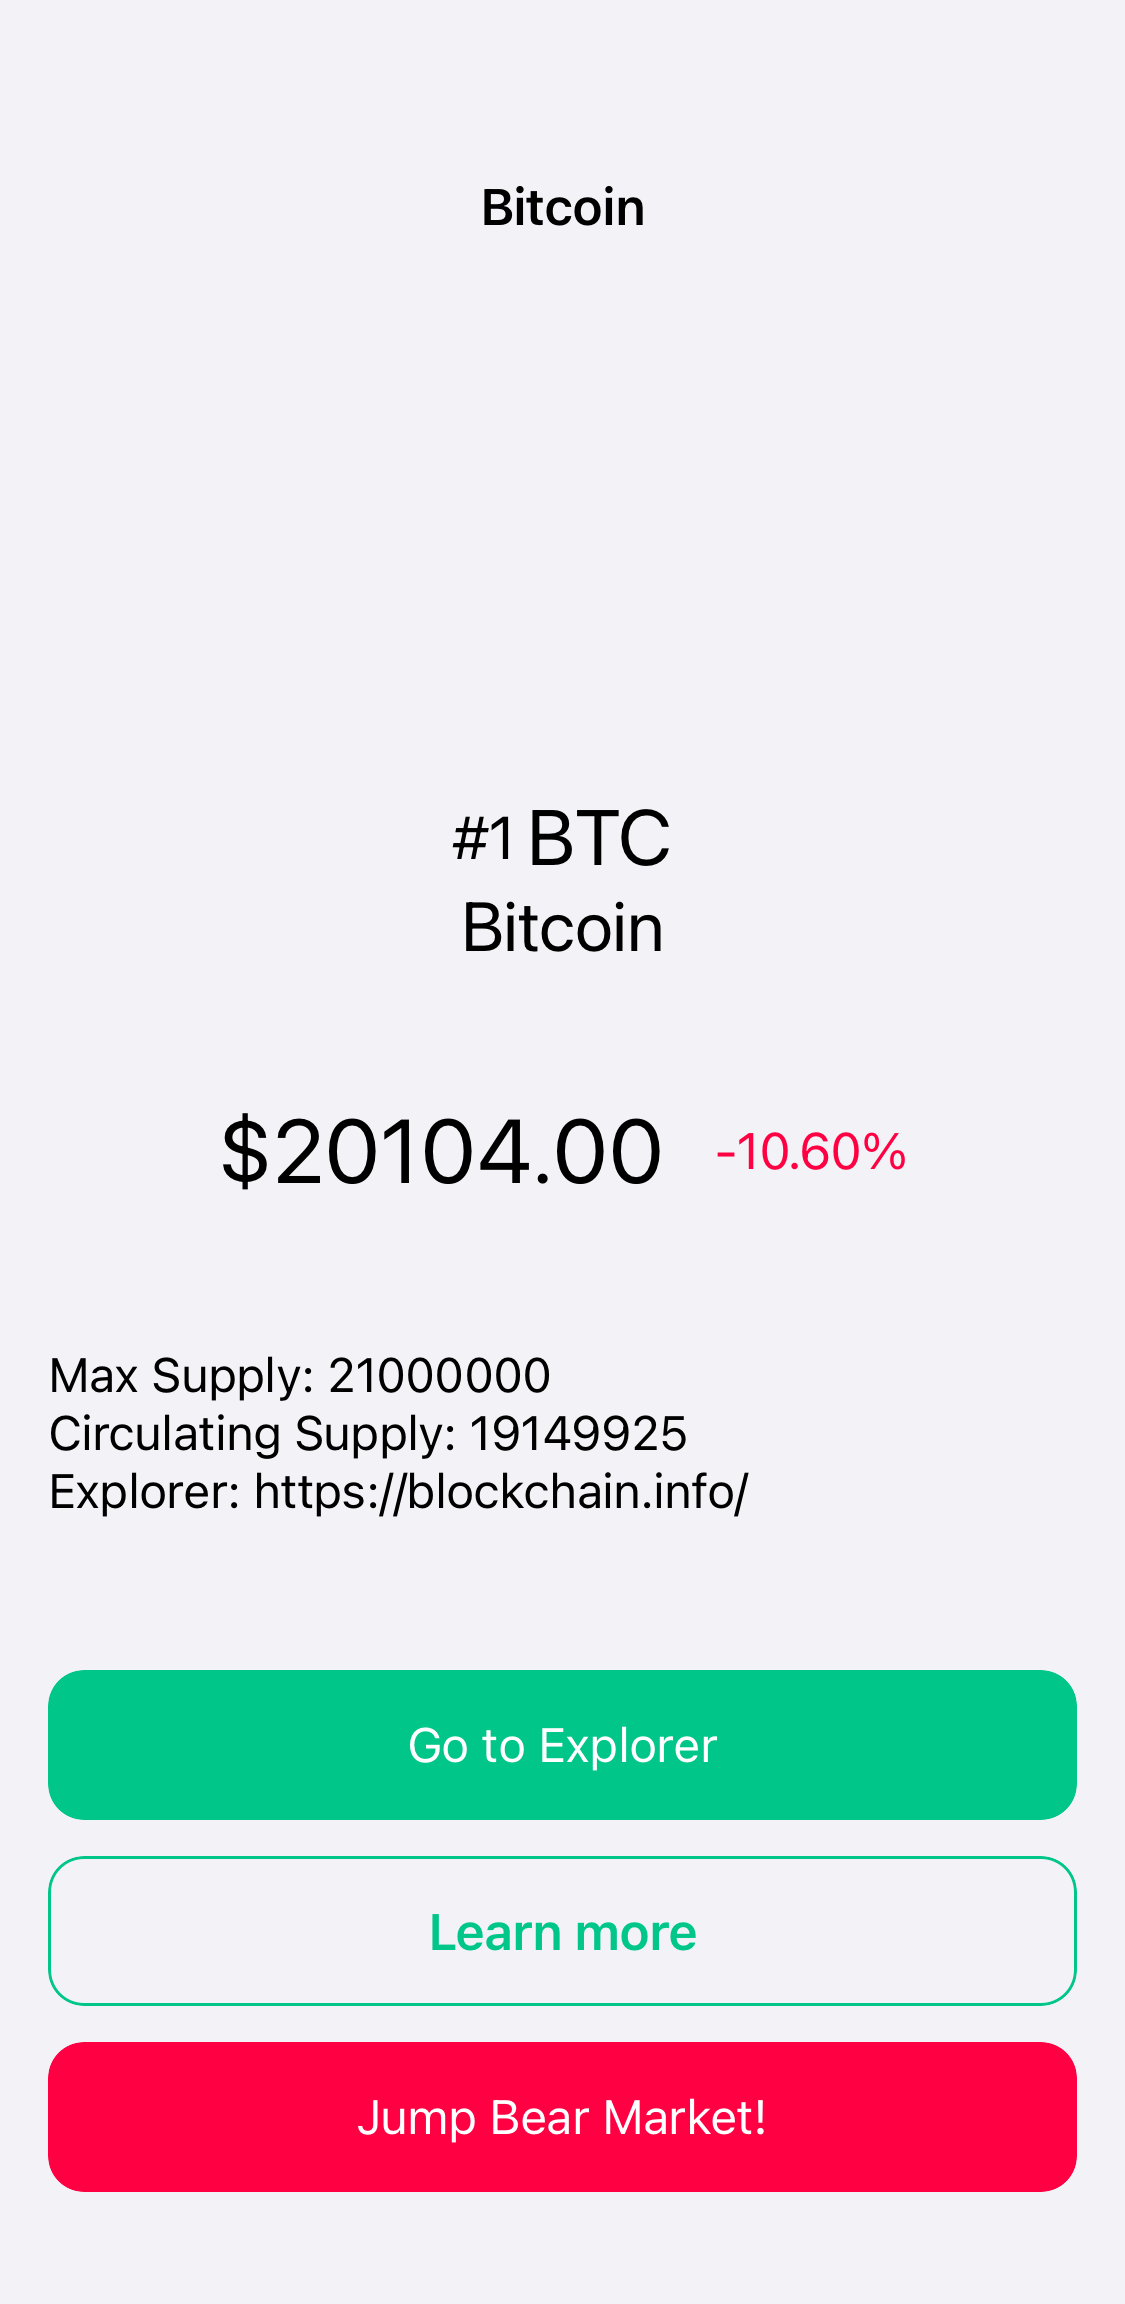 Bitcoin
#1 BTC
Bitcoin
$20104.00 -10.60%
Max Supply: 21000000
Circulating Supply: 19149925
Explorer: https://blockchain.info/
Go to Explorer
Learn more
Jump Bear Market!